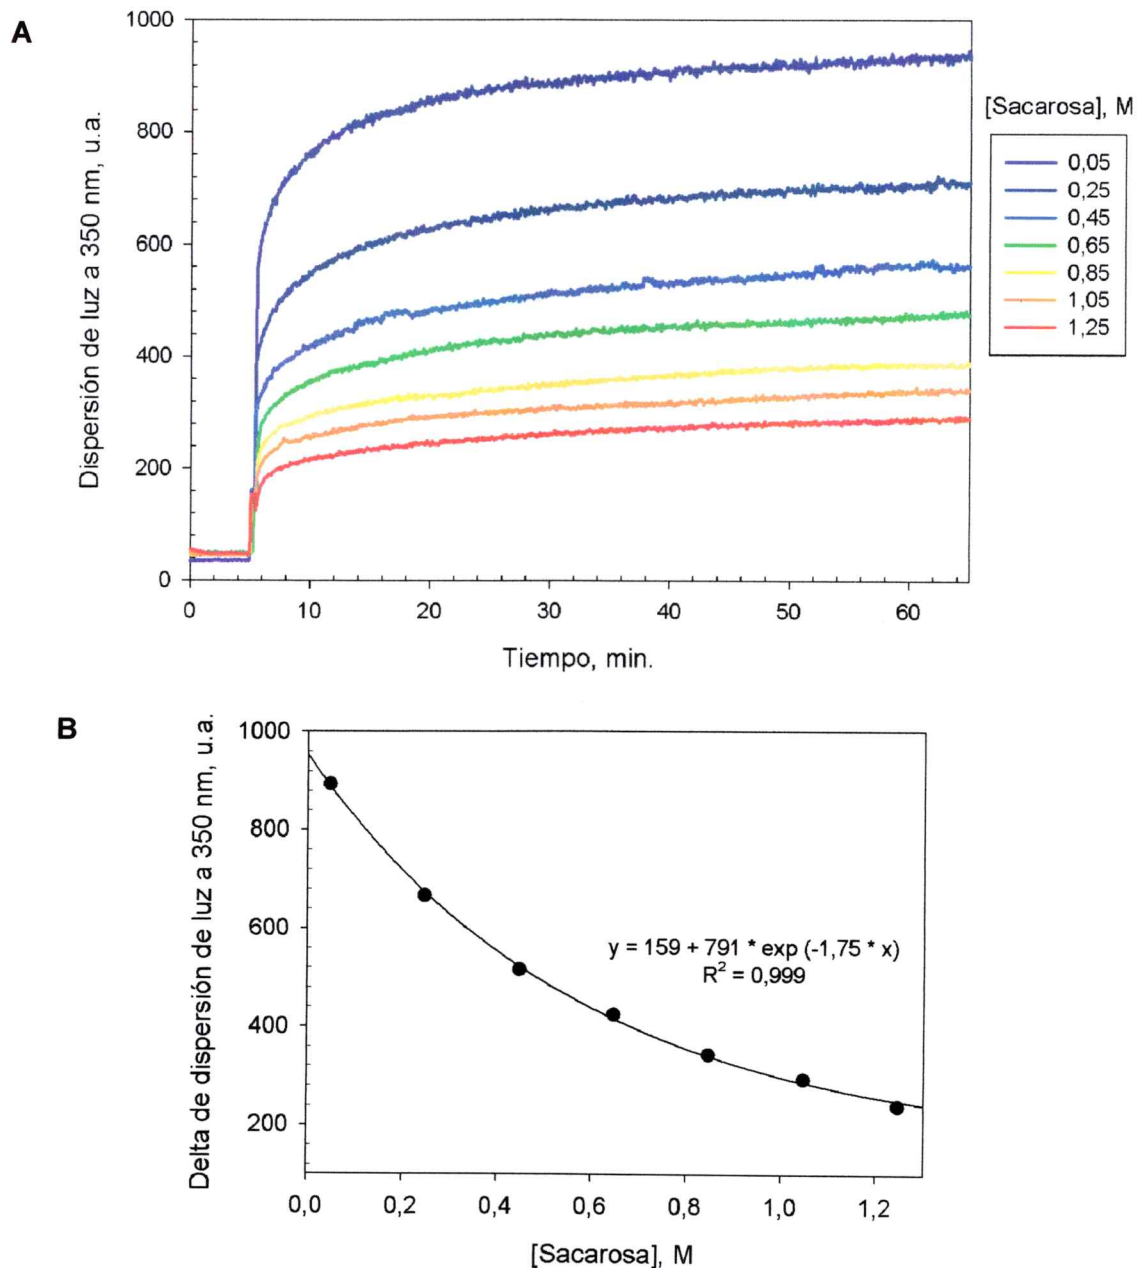 A
Dispersión de luz a 350 nm, u.a.
1000
800
600
400
200
0
0 10 20 30 40 50 60
Tiempo, min.
[Sacarosa], M
0,05
0,25
0,45
0,65
0,85
1,05
1,25
B
Delta de dispersión de luz a 350 nm, u.a.
1000
800
600
400
200
y = 159 + 791 * exp (-1,75 * x)
R² = 0,999
0,0 0,2 0,4 0,6 0,8 1,0 1,2
[Sacarosa], M